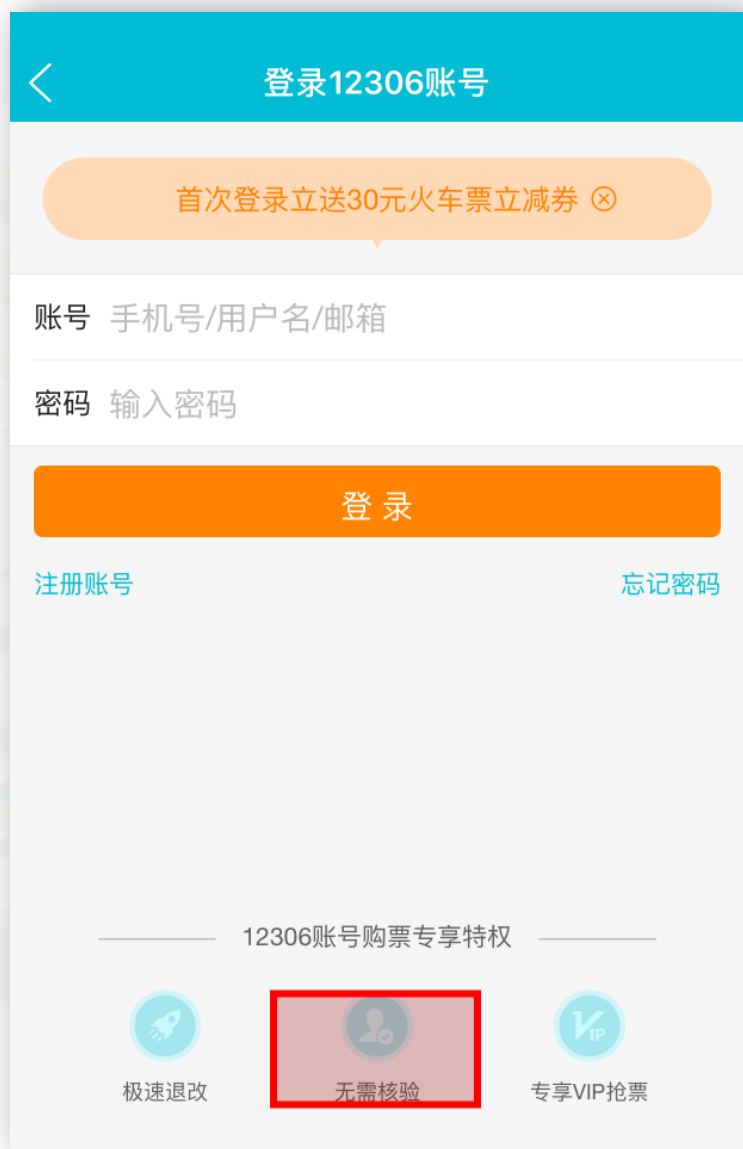 登录12306账号
首次登录立送30元火车票立减券
账号 手机号/用户名/邮箱
密码 输入密码
登 录
注册账号 忘记密码
12306账号购票专享特权
VIP
极速退改 无需核验 专享VIP抢票